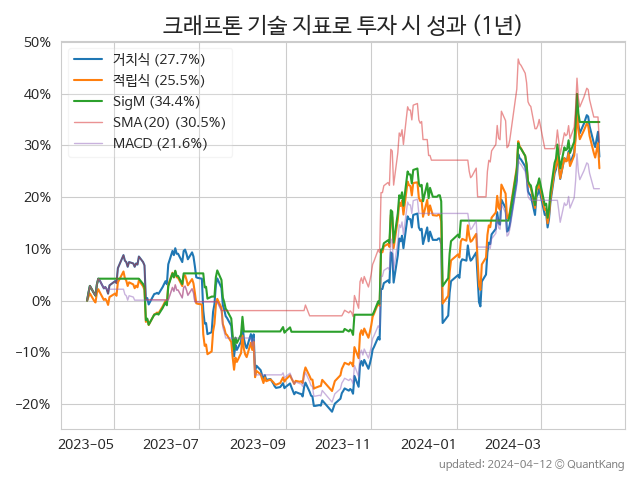 크래프톤 기술 지표로 투자 시 성과 (1년)
50%
40%
30%
20%
10%
0%
−10%
−20%
거치식 (27.7%)
적립식 (25.5%)
SigM (34.4%)
SMA(20) (30.5%)
MACD (21.6%)
2023-05 2023-07 2023-09 2023-11 2024-01 2024-03
updated: 2024-04-12 © QuantKang